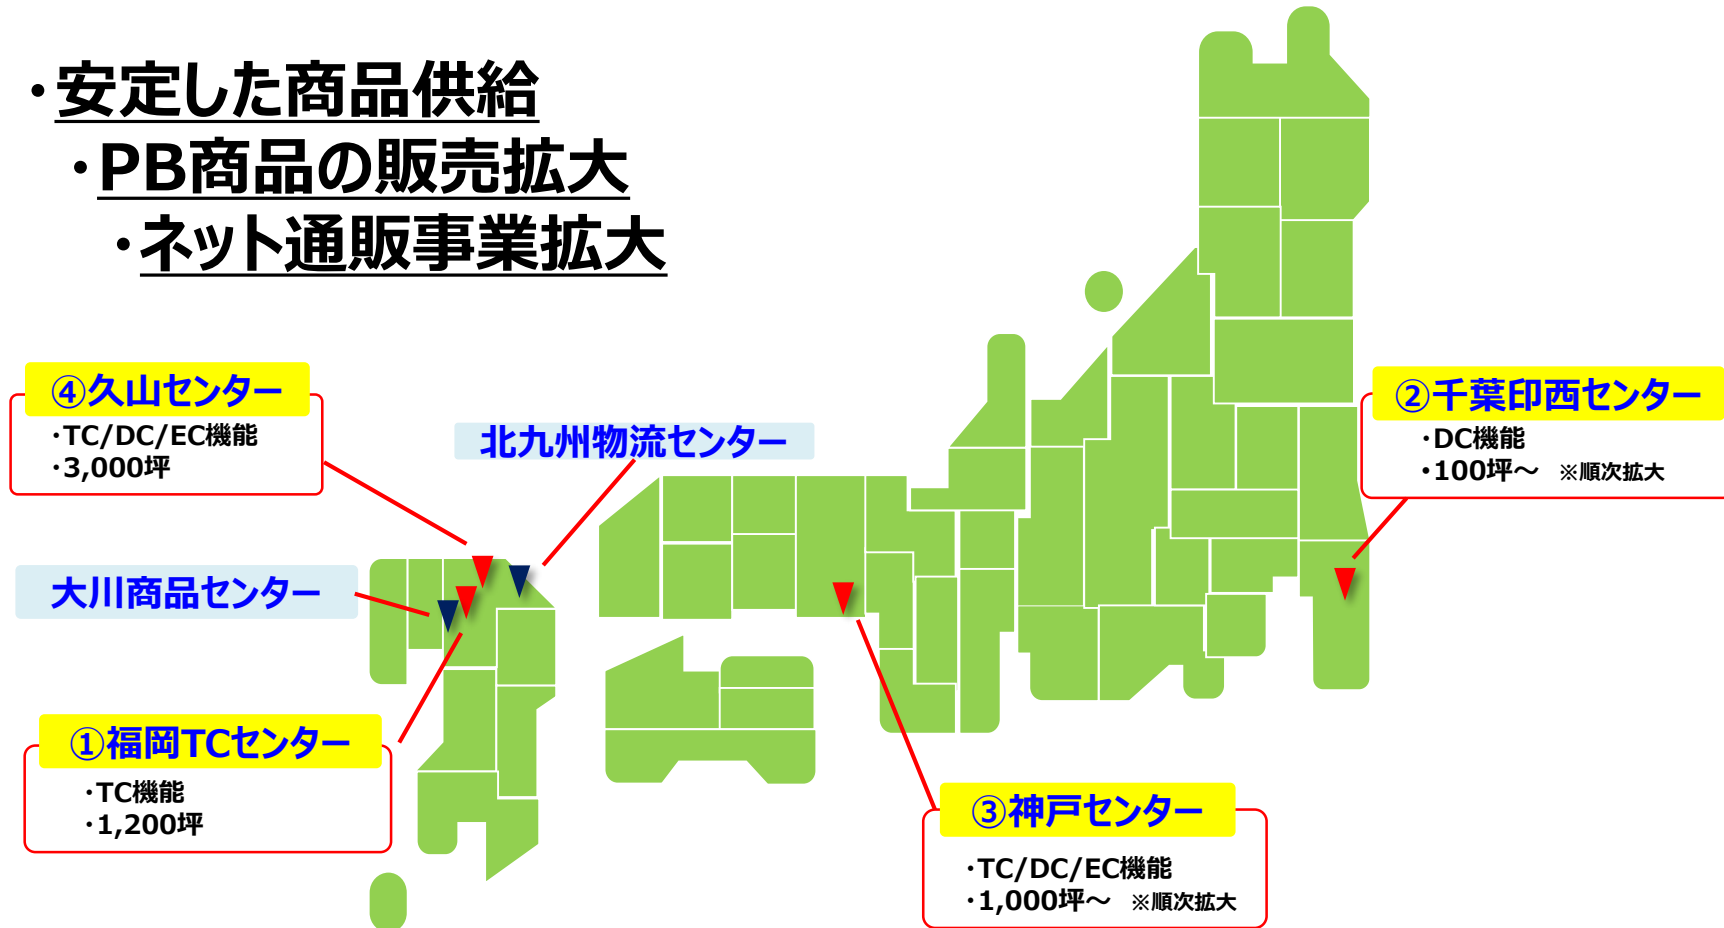 ・安定した商品供給
・PB商品の販売拡大
・ネット通販事業拡大
④久山センター
・TC/DC/EC機能
・3,000坪
北九州物流センター
②千葉印西センター
・DC機能
・100坪～ ※順次拡大
大川商品センター
①福岡TCセンター
・TC機能
・1,200坪
③神戸センター
・TC/DC/EC機能
・1,000坪～ ※順次拡大